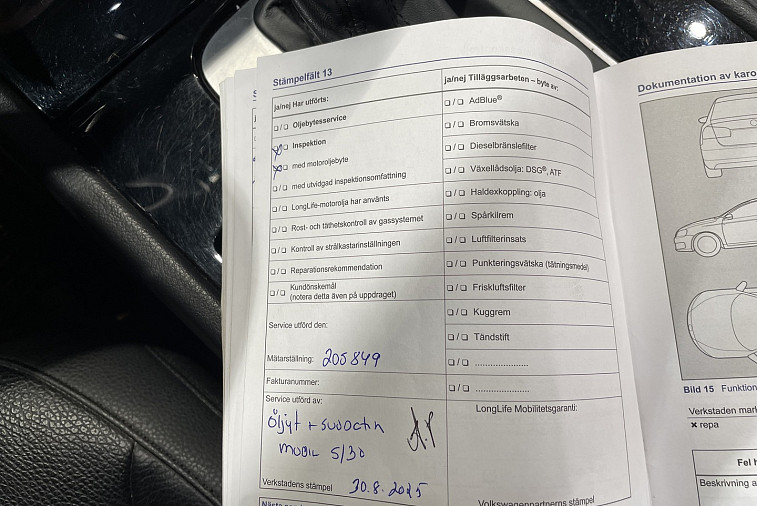 Stämpelfält 13
ja/nej Har utförts:
/ Oljebytesservice
/ Inspektion
/ med motoroljebyte
/ med utvidgad inspektionsomfattning
/ LongLife-motorolja har använts
/ Rost- och täthetskontroll av gassystemet
/ Kontroll av strålkastarinställningen
/ Reparationsrekommendation
/ Kundönskemål
(notera detta även på uppdraget)
Service utförd den:
Mätarställning: 205849
Fakturanummer:
Service utförd av:
Öljyt + suodattin
MOBIL 5/30
Verkstadens stämpel 30.8.2025
ja/nej Tilläggsarbeten – byte av:
/ AdBlue®
/ Bromsvätska
/ Dieselbränslefilter
/ Växellådsolja: DSG®, ATF
/ Haldexkoppling: olja
/ Spårkilrem
/ Luftfilterinsats
/ Punkteringsvätska (tätningsmedel)
/ Friskluftsfilter
/ Kuggrem
/ Tändstift
/ .....................
/ .....................
LongLife Mobilitetsgaranti:
Volkswagenpartnerns stämpel
Dokumentation av karo
Bild 15 Funktion
Verkstaden mar
× repa
Fel
Beskrivning a